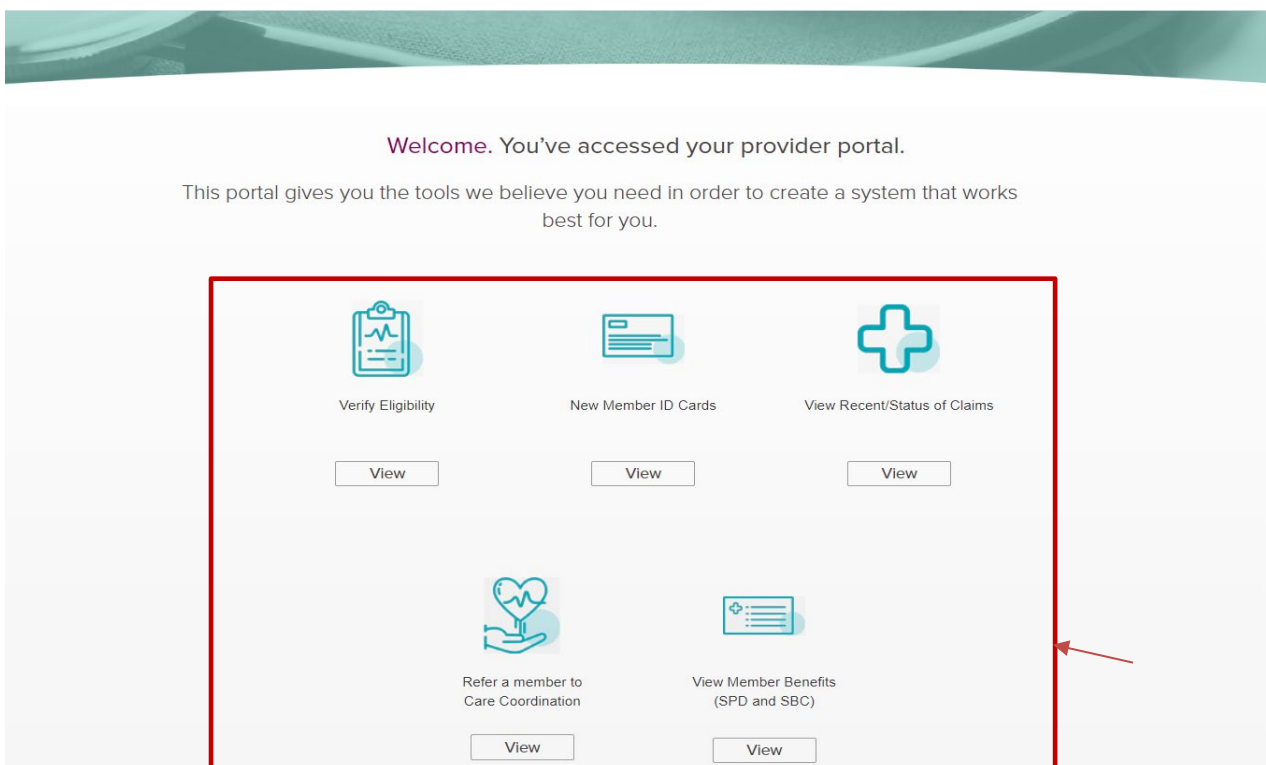 Welcome. You've accessed your provider portal.
This portal gives you the tools we believe you need in order to create a system that works
best for you.
Verify Eligibility
New Member ID Cards
View Recent/Status of Claims
View
View
View
Refer a member to
Care Coordination
View Member Benefits
(SPD and SBC)
View
View